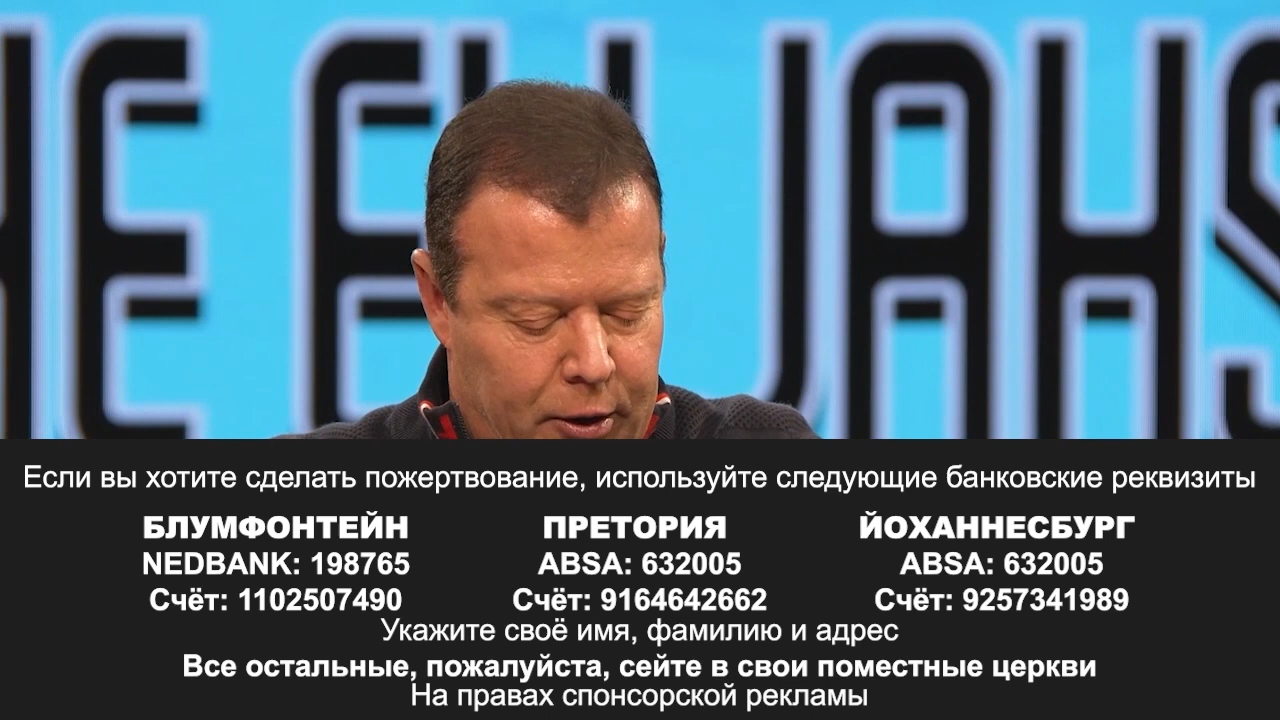 THE ELIJAHS
Если вы хотите сделать пожертвование, используйте следующие банковские реквизиты
БЛУМФОНТЕЙН
NEDBANK: 198765
Счёт: 1102507490
ПРЕТОРИЯ
ABSA: 632005
Счёт: 9164642662
ЙОХАННЕСБУРГ
ABSA: 632005
Счёт: 9257341989
Укажите своё имя, фамилию и адрес
Все остальные, пожалуйста, сейте в свои поместные церкви
На правах спонсорской рекламы